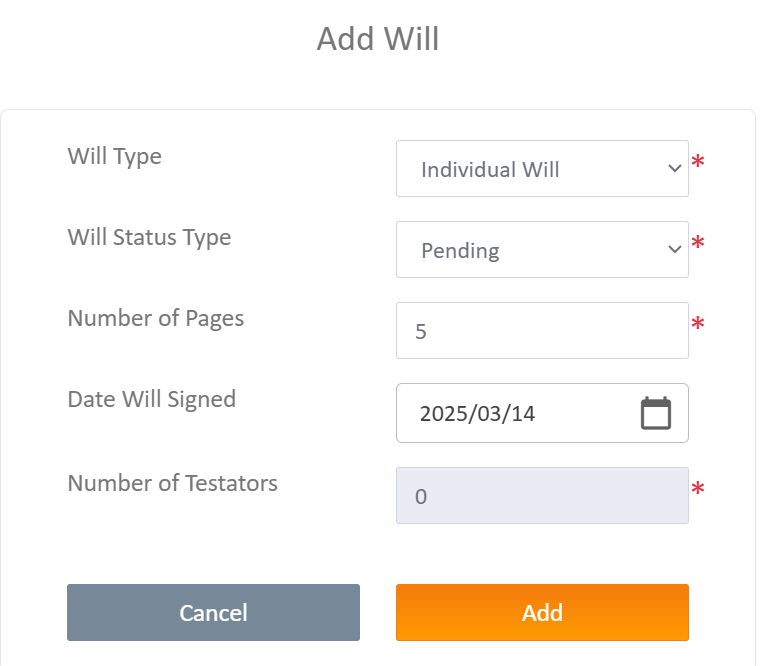 Add Will
Will Type
Individual Will *
Will Status Type
Pending *
Number of Pages
5 *
Date Will Signed
2025/03/14
Number of Testators
0 *
Cancel
Add